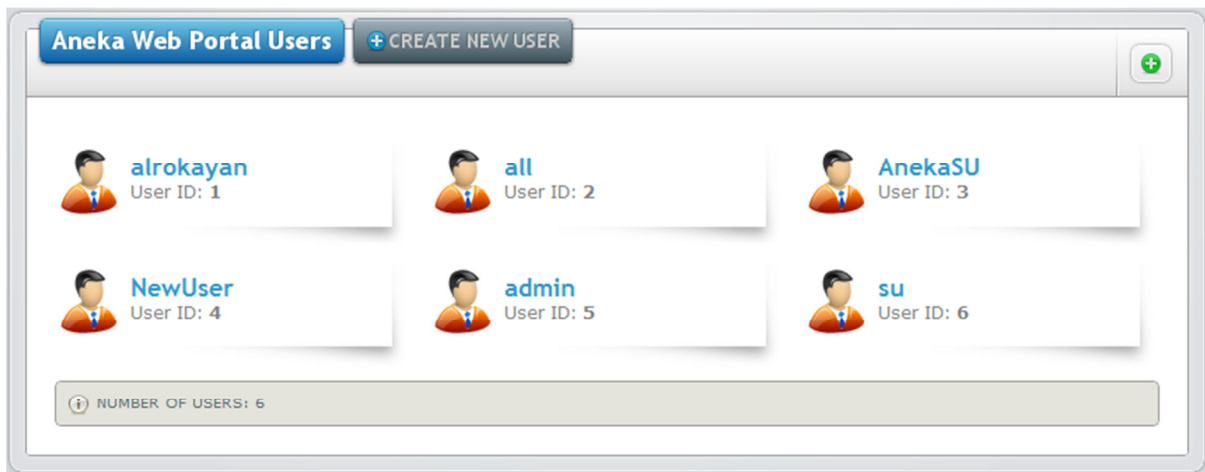 Aneka Web Portal Users
CREATE NEW USER
alrokayan
User ID: 1
all
User ID: 2
AnekaSU
User ID: 3
NewUser
User ID: 4
admin
User ID: 5
su
User ID: 6
NUMBER OF USERS: 6